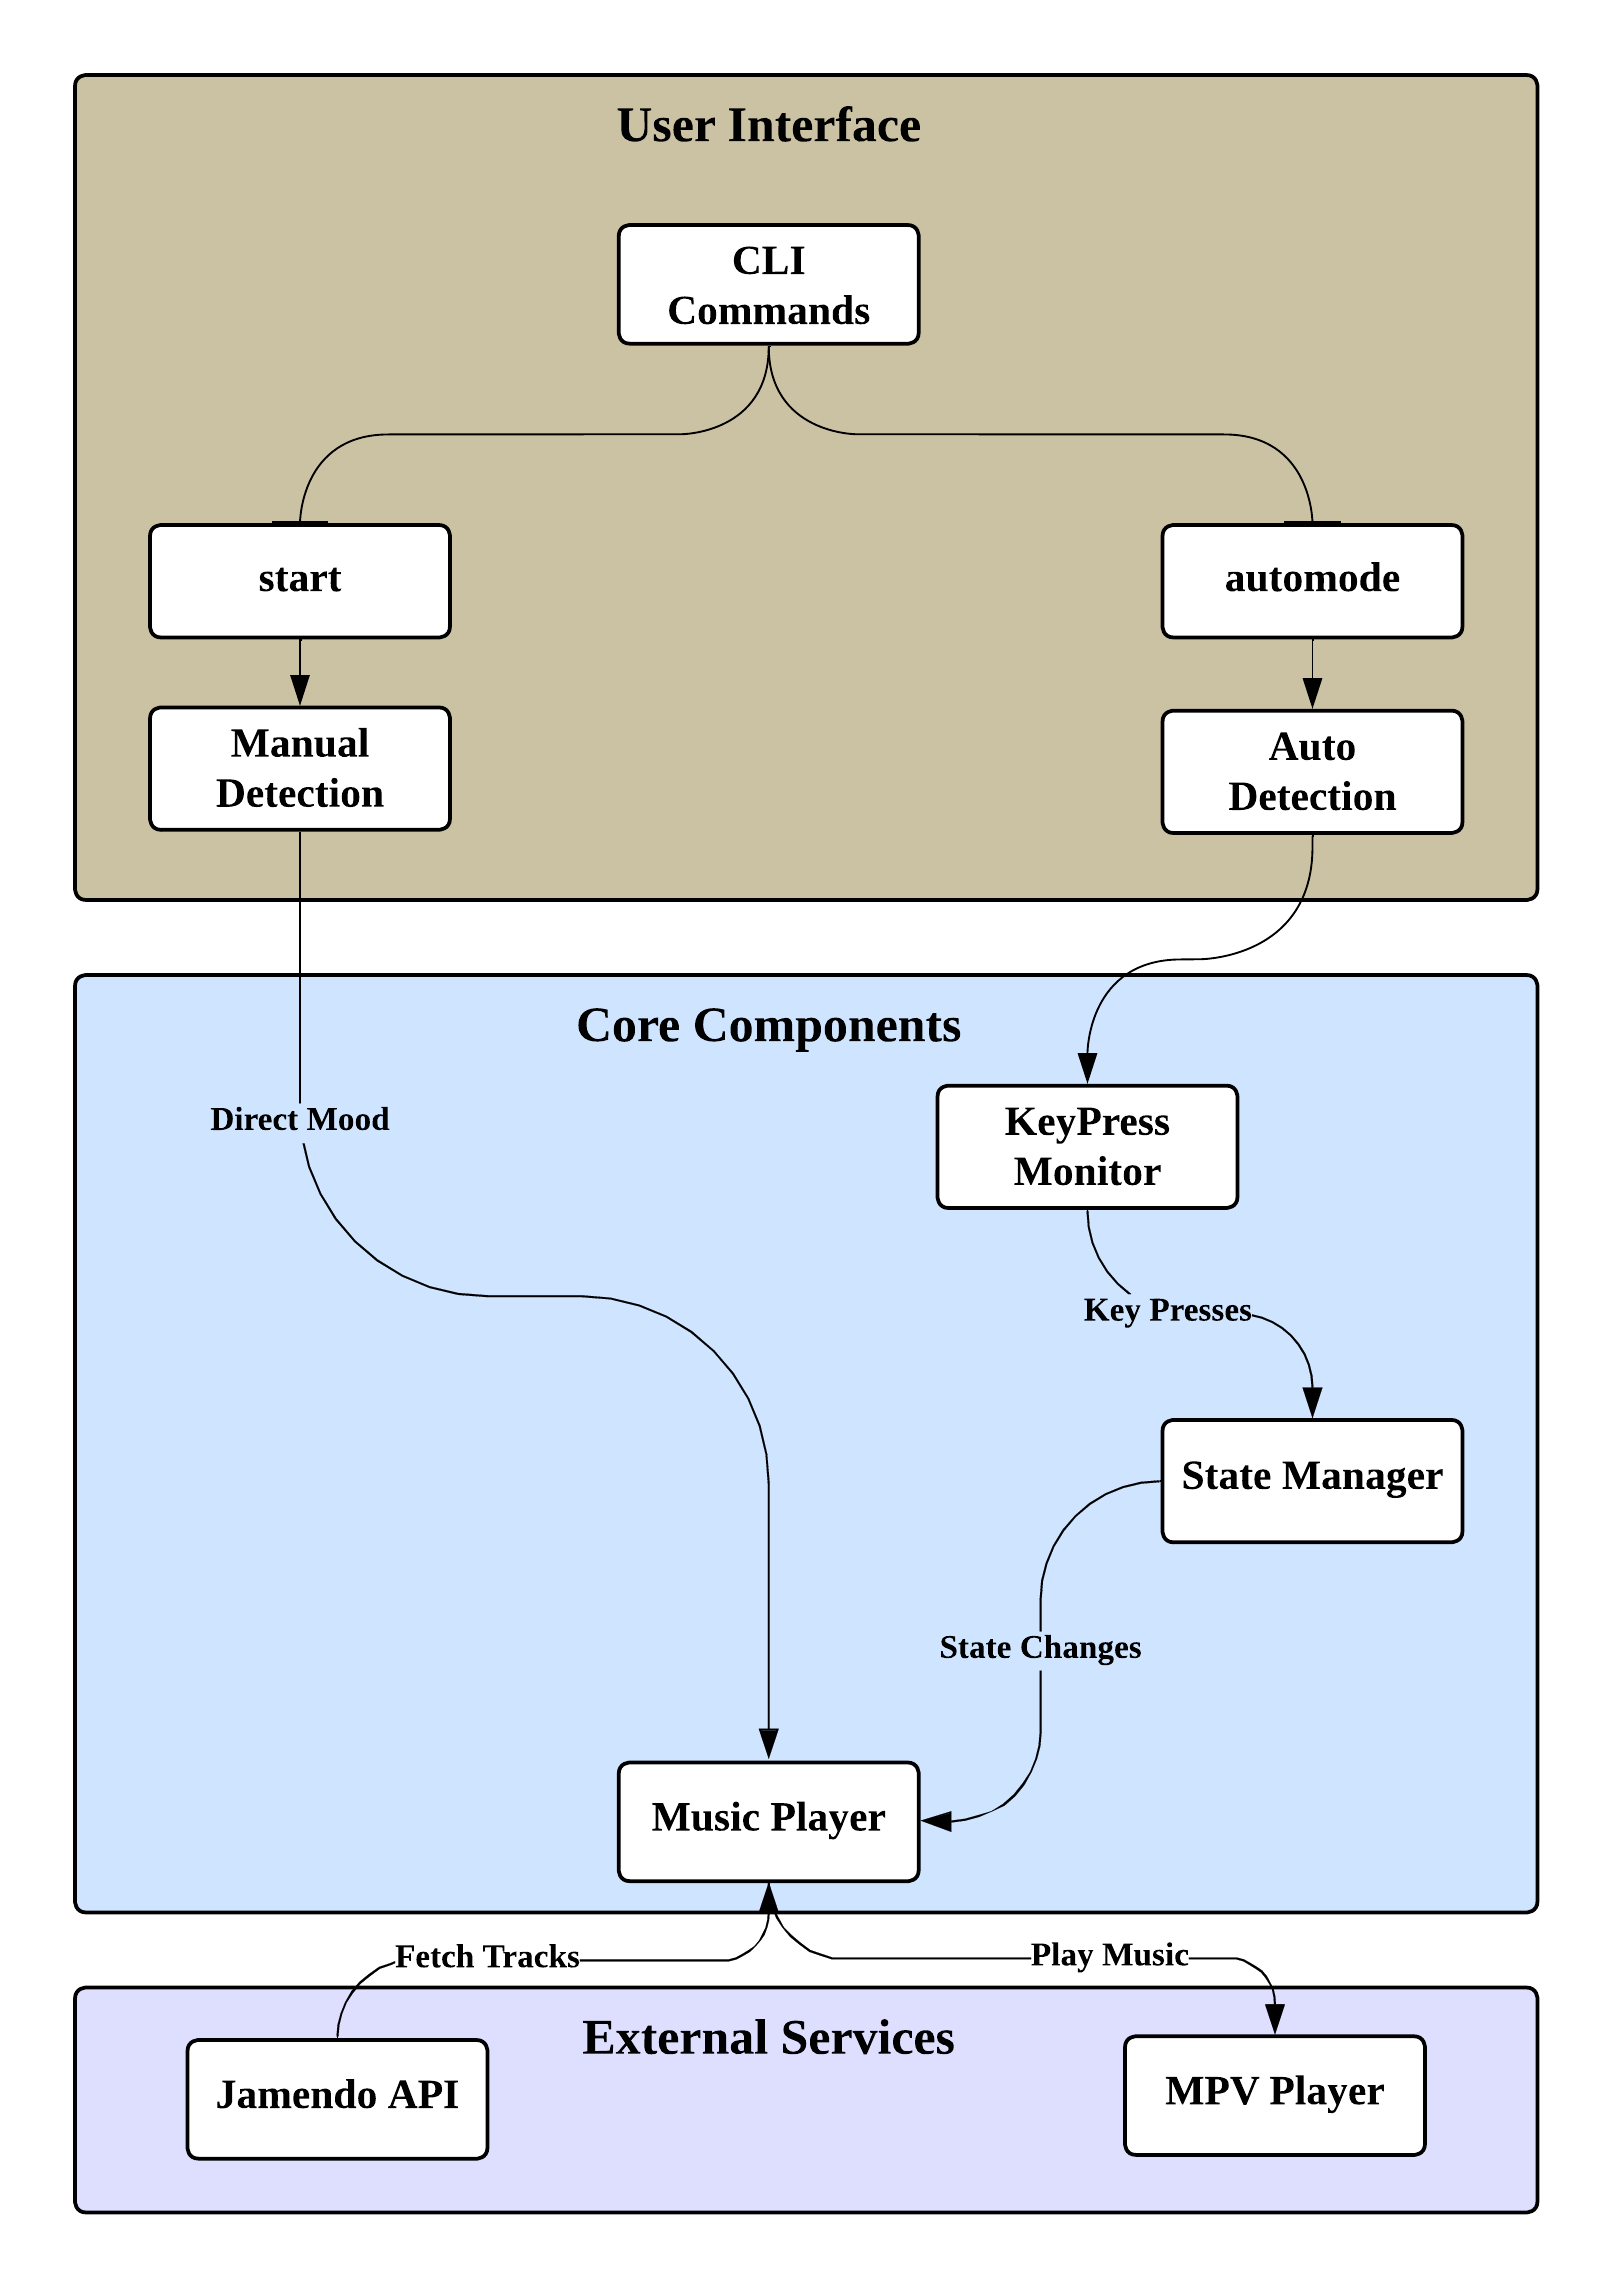 User Interface
CLI
Commands
start
automode
Manual
Detection
Auto
Detection
Core Components
Direct Mood
KeyPress
Monitor
Key Presses
State Manager
State Changes
Music Player
Fetch Tracks
Play Music
External Services
Jamendo API
MPV Player